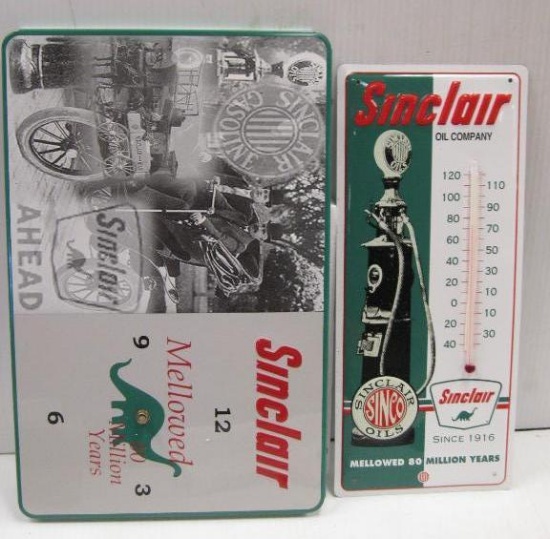 SINCLAIR
GASOLINE
Sinclair
AHEAD
Sinclair
12
9
Mellowed
80
Million
Years
3
6
Sinclair
OIL COMPANY
120
110
100
90
80
70
60
50
40
30
20
10
0
10
20
30
40
SINCLAIR
SINCO
OILS
Sinclair
SINCE 1916
MELLOWED 80 MILLION YEARS